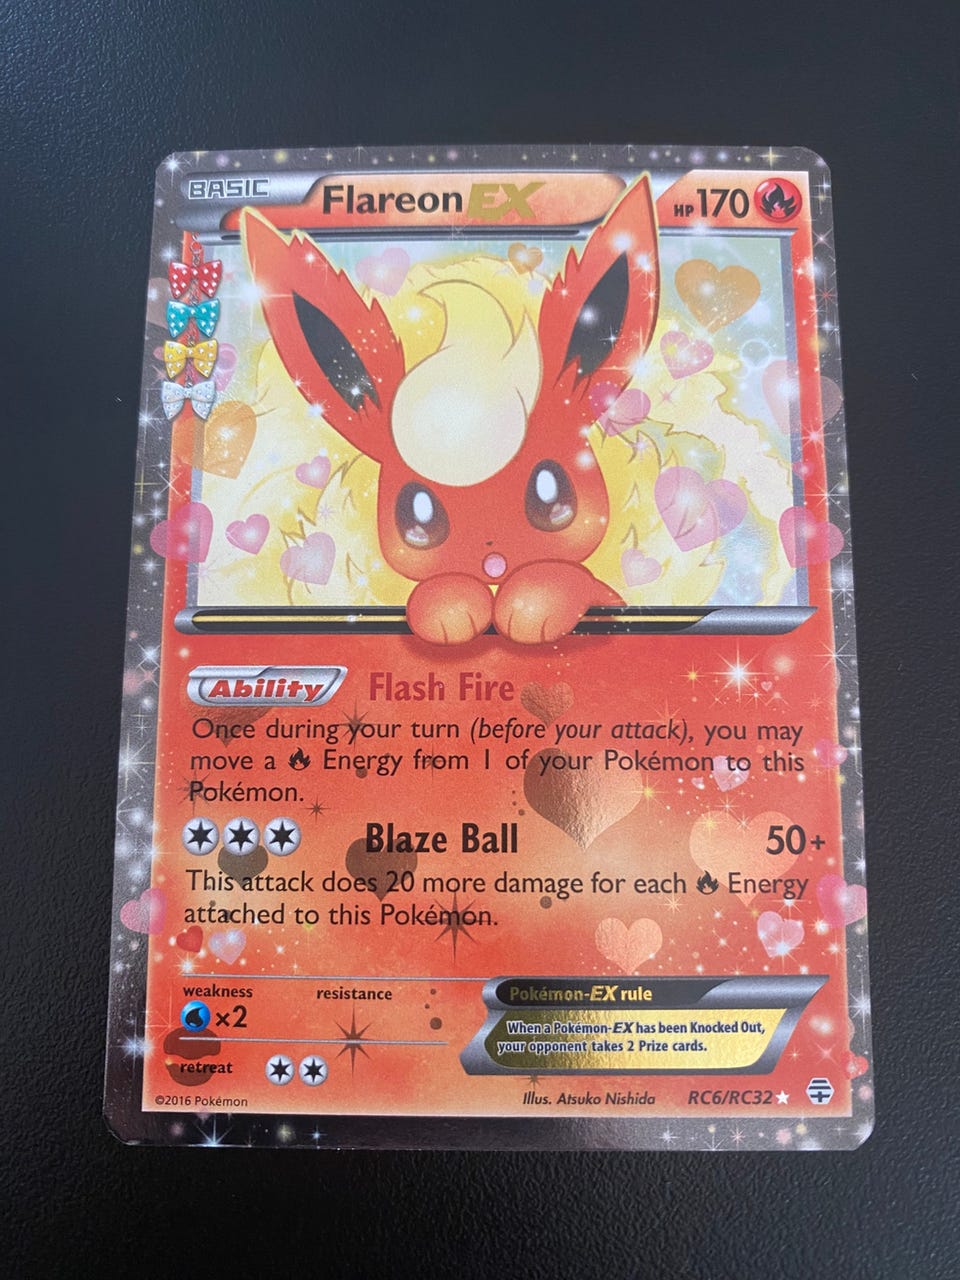 BASIC Flareon EX HP 170
Ability Flash Fire
Once during your turn (before your attack), you may
move a Energy from 1 of your Pokémon to this
Pokémon.
Blaze Ball 50+
This attack does 20 more damage for each Energy
attached to this Pokémon.
weakness resistance
×2
retreat
Pokémon-EX rule
When a Pokémon-EX has been Knocked Out,
your opponent takes 2 Prize cards.
©2016 Pokémon Illus. Atsuko Nishida RC6/RC32